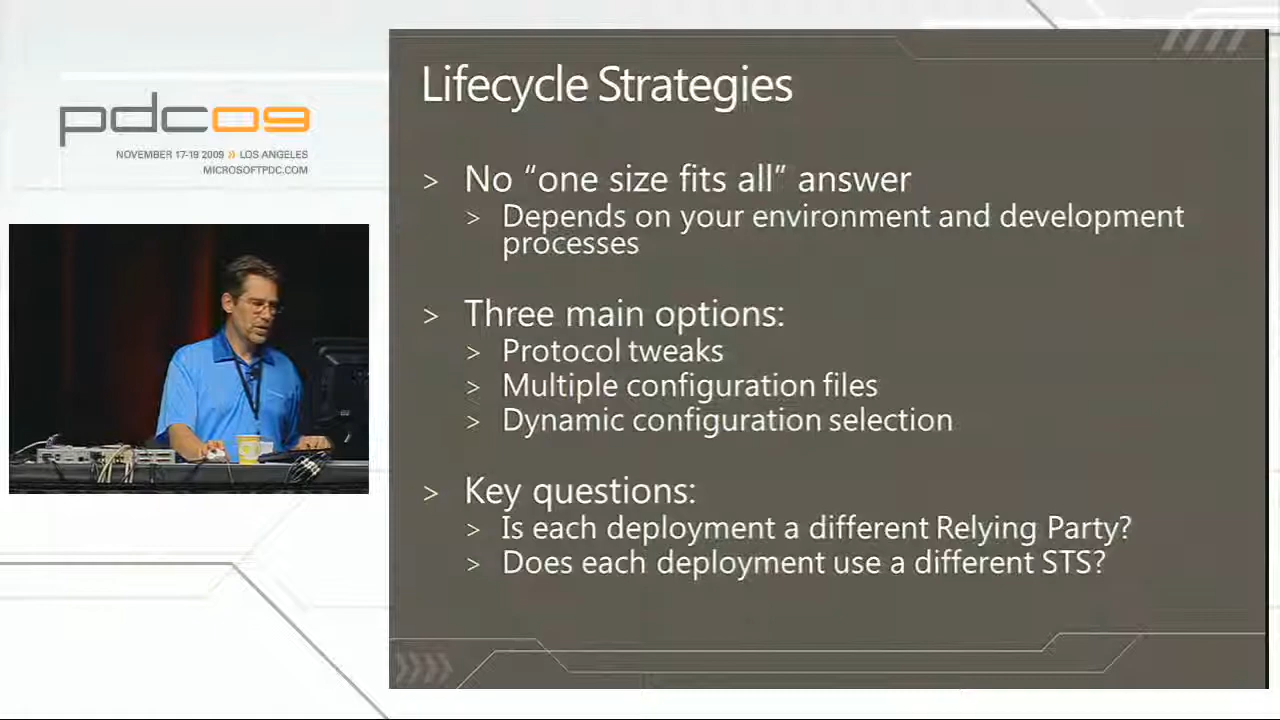 pdc09
NOVEMBER 17-19 2009 » LOS ANGELES
MICROSOFTPDC.COM
Lifecycle Strategies
> No “one size fits all” answer
> Depends on your environment and development
processes
> Three main options:
> Protocol tweaks
> Multiple configuration files
> Dynamic configuration selection
> Key questions:
> Is each deployment a different Relying Party?
> Does each deployment use a different STS?